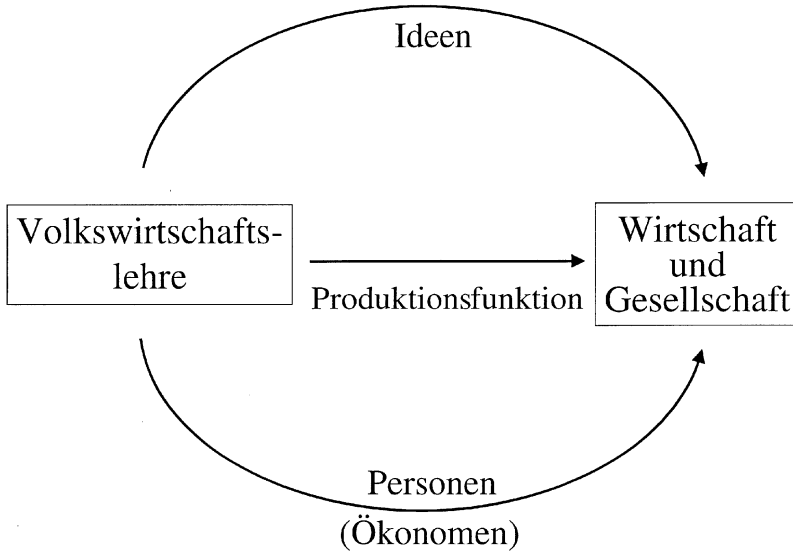 Ideen
Volkswirtschafts-
lehre
Produktionsfunktion
Wirtschaft
und
Gesellschaft
Personen
(Ökonomen)